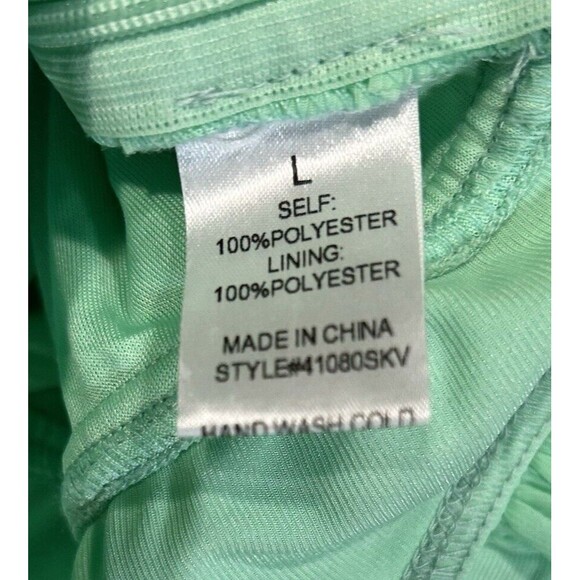 L
SELF:
100%POLYESTER
LINING:
100%POLYESTER
MADE IN CHINA
STYLE#41080SKV
HAND WASH COLD